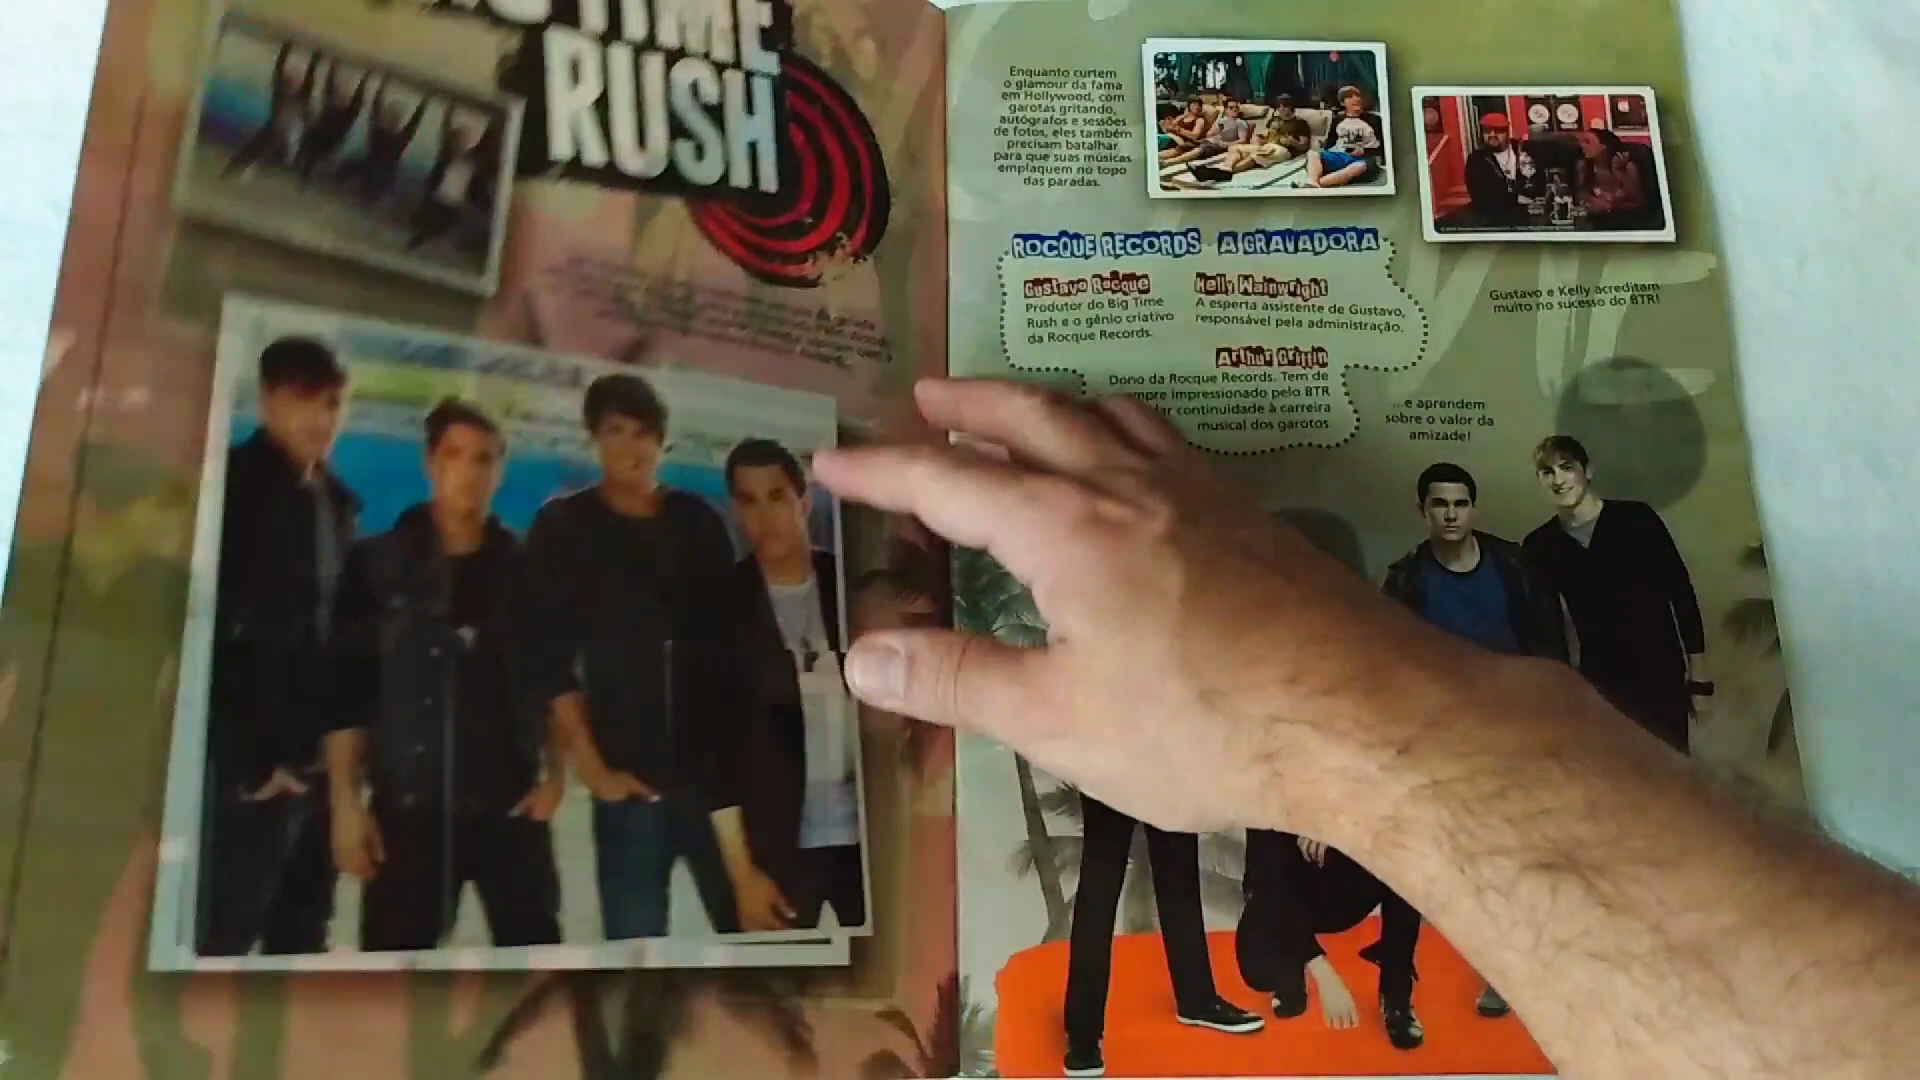 TIME
RUSH
Enquanto curtem
o glamour da fama
em Hollywood, com
garotas gritando,
autógrafos e sessões
de fotos, eles também
precisam batalhar
para que suas músicas
emplaquem no topo
das paradas.
ROCQUE RECORDS - A GRAVADORA
Gustavo Rocque
Produtor do Big Time
Rush e o gênio criativo
da Rocque Records.
Kelly Wainwright
A esperta assistente de Gustavo,
responsável pela administração.
Arthur Griffin
Dono da Rocque Records. Tem de
impressionado pelo BTR
continuidade à carreira
musical dos garotos
Gustavo e Kelly acreditam
muito no sucesso do BTR!
...e aprendem
sobre o valor da
amizade!